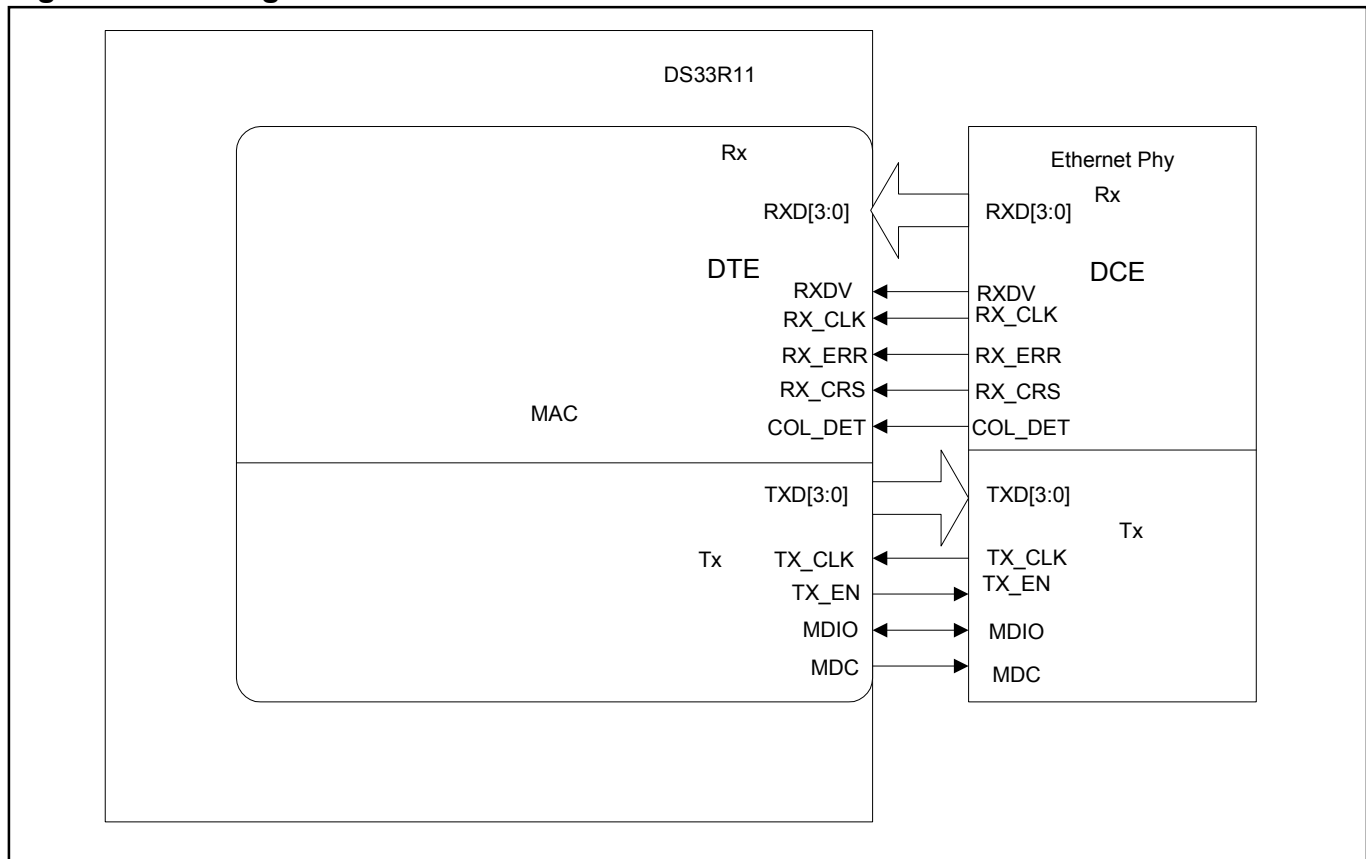 DS33R11
Rx
Ethernet Phy
Rx
RXD[3:0]
RXD[3:0]
DTE
DCE
RXDV
RXDV
RX_CLK
RX_CLK
RX_ERR
RX_ERR
RX_CRS
RX_CRS
MAC
COL_DET
COL_DET
TXD[3:0]
TXD[3:0]
Tx
Tx
TX_CLK
TX_CLK
TX_EN
TX_EN
MDIO
MDIO
MDC
MDC